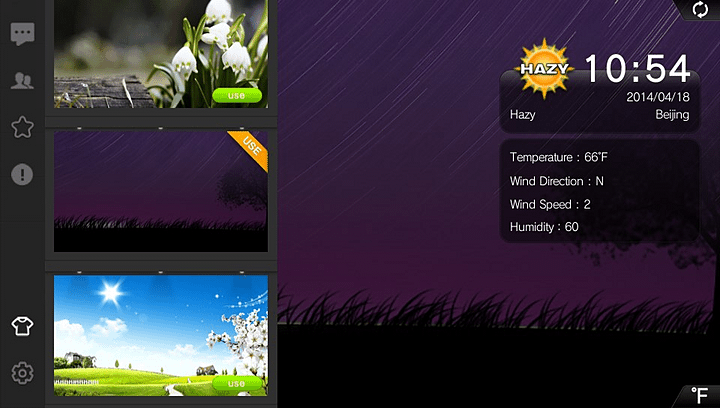 use
USE
use
HAZY
10:54
2014/04/18
Hazy
Beijing
Temperature : 66°F
Wind Direction : N
Wind Speed : 2
Humidity : 60
°F